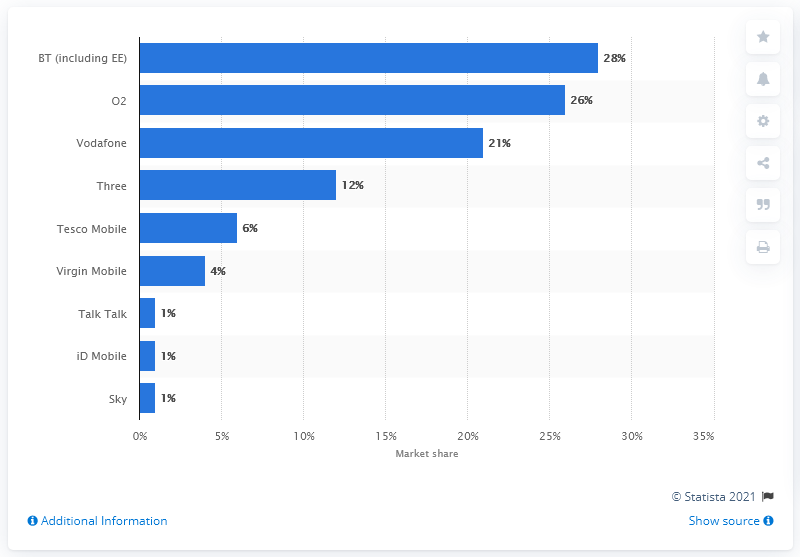 BT (including EE) 28%
O2 26%
Vodafone 21%
Three 12%
Tesco Mobile 6%
Virgin Mobile 4%
Talk Talk 1%
iD Mobile 1%
Sky 1%
0% 5% 10% 15% 20% 25% 30% 35%
Market share
© Statista 2021
Additional Information Show source